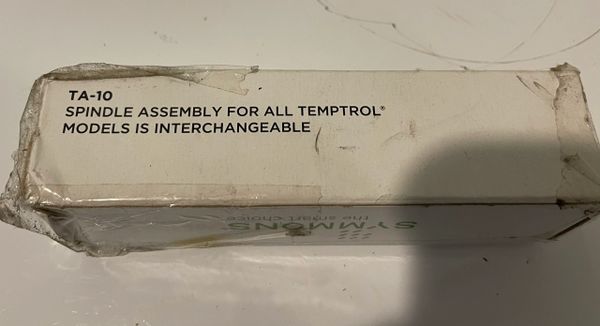 TA-10
SPINDLE ASSEMBLY FOR ALL TEMPTROL®
MODELS IS INTERCHANGEABLE
SYMMONS
the smart choice